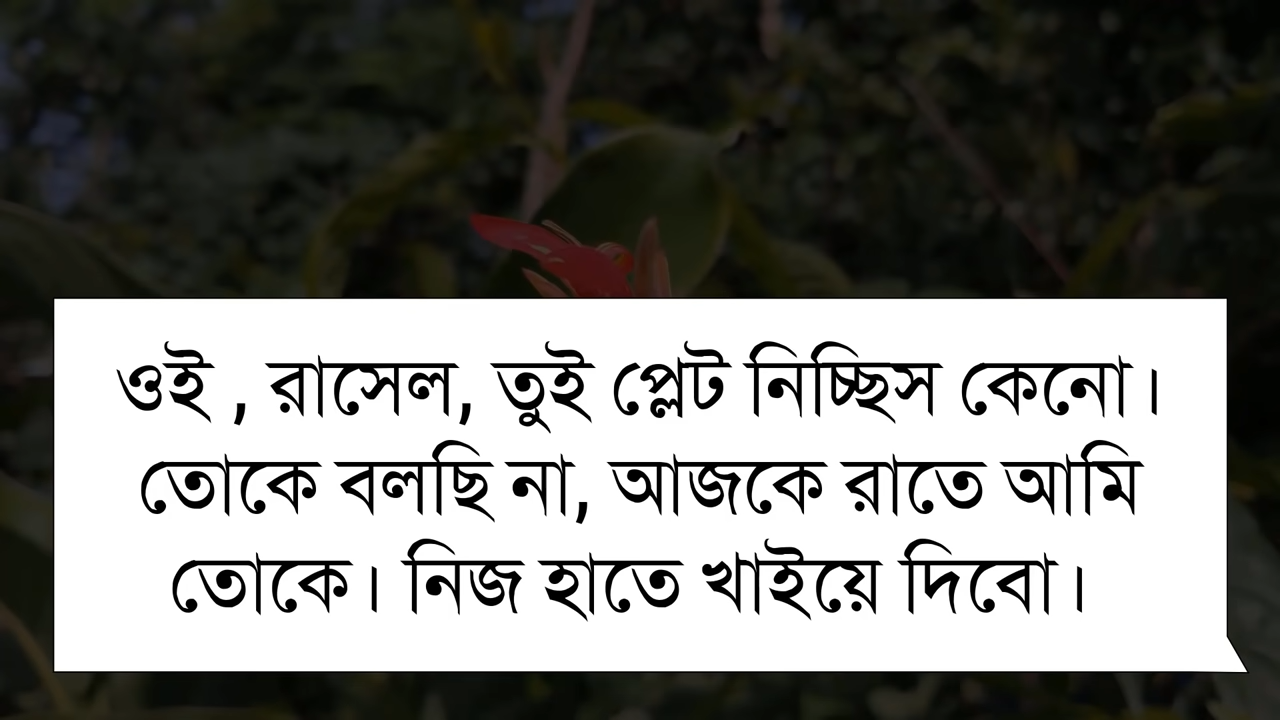 ওই , রাসেল, তুই প্লেট নিচ্ছিস কেনো।
তোকে বলছি না, আজকে রাতে আমি
তোকে। নিজ হাতে খাইয়ে দিবো।